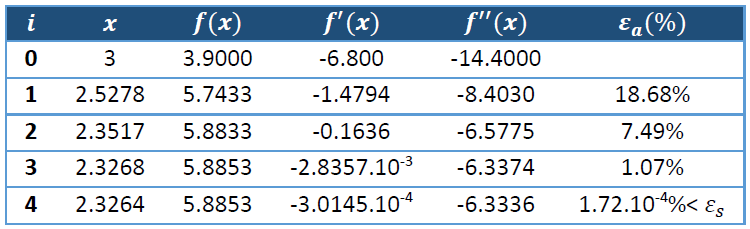 i x f(x) f′(x) f′′(x) εₐ(%)
0 3 3.9000 -6.800 -14.4000
1 2.5278 5.7433 -1.4794 -8.4030 18.68%
2 2.3517 5.8833 -0.1636 -6.5775 7.49%
3 2.3268 5.8853 -2.8357.10⁻³ -6.3374 1.07%
4 2.3264 5.8853 -3.0145.10⁻⁴ -6.3336 1.72.10⁻⁴%< εₛ